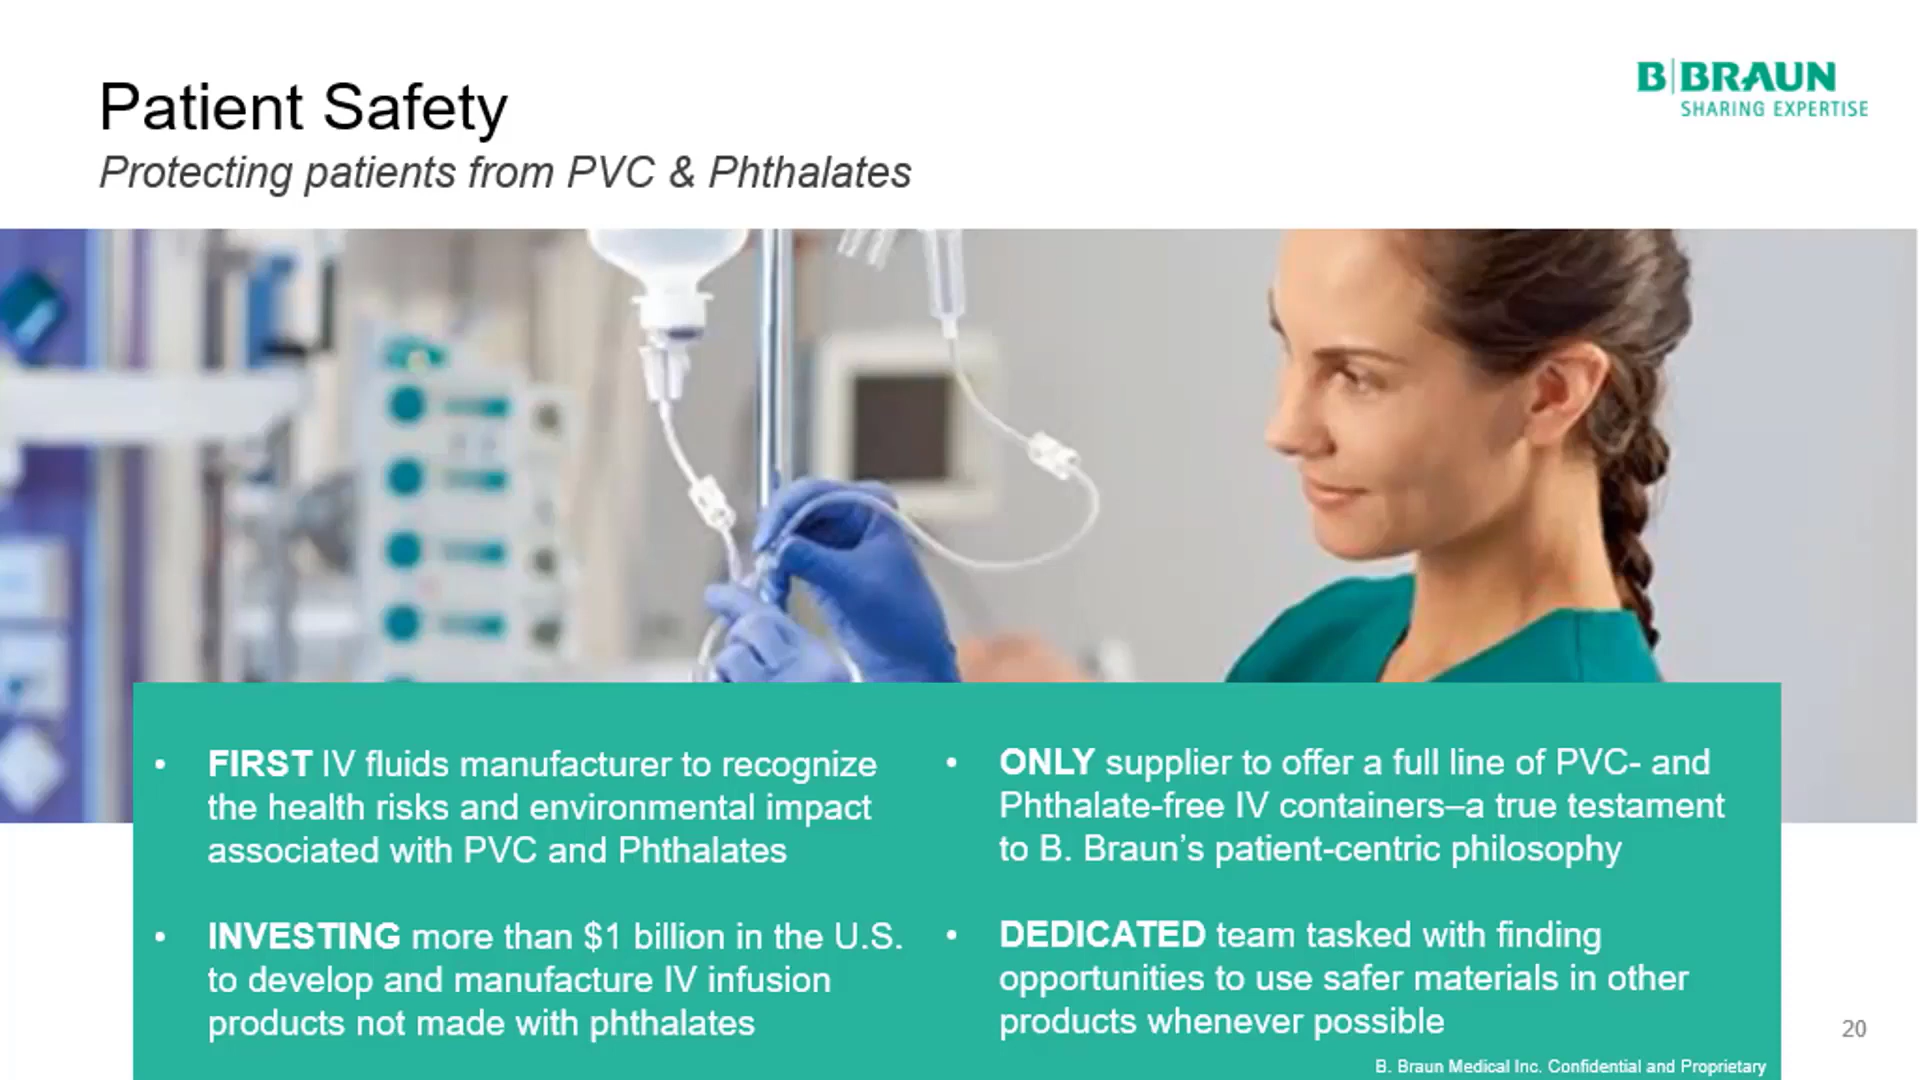 Patient Safety
Protecting patients from PVC & Phthalates
B BRAUN
SHARING EXPERTISE
• FIRST IV fluids manufacturer to recognize
the health risks and environmental impact
associated with PVC and Phthalates
• INVESTING more than $1 billion in the U.S.
to develop and manufacture IV infusion
products not made with phthalates
• ONLY supplier to offer a full line of PVC- and
Phthalate-free IV containers–a true testament
to B. Braun’s patient-centric philosophy
• DEDICATED team tasked with finding
opportunities to use safer materials in other
products whenever possible
20
B. Braun Medical Inc. Confidential and Proprietary